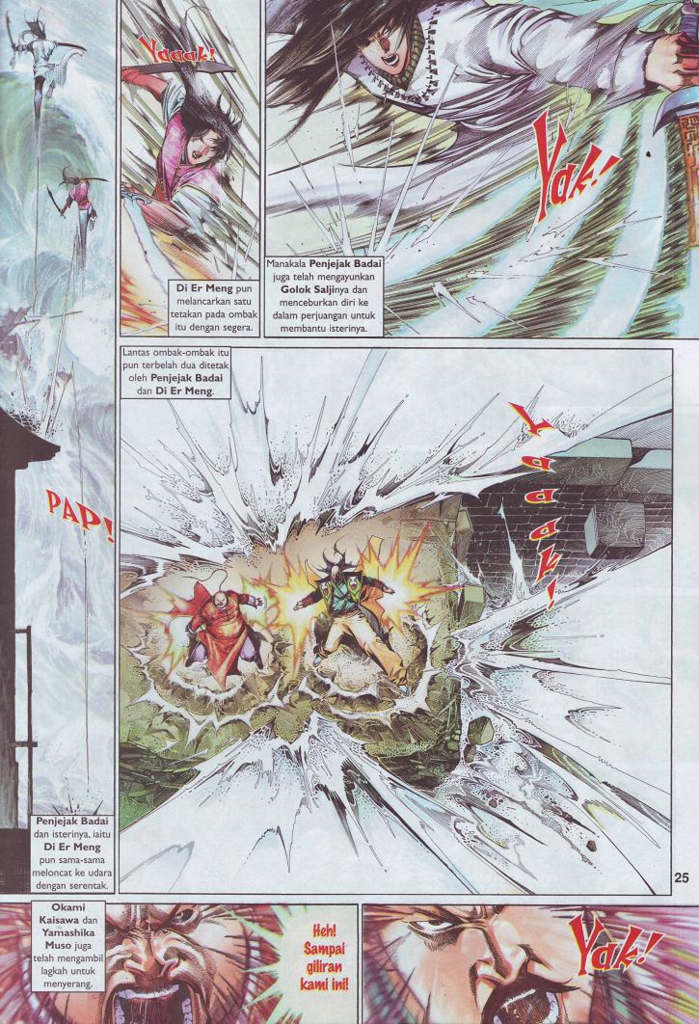 PAP!
Penjejak Badai
dan isterinya, iaitu
Di Er Meng
pun sama-sama
meloncat ke udara
dengan serentak.
Yaaak!
Di Er Meng pun
melancarkan satu
tetakan pada ombak
itu dengan segera.
Manakala Penjejak Badai
juga telah mengayunkan
Golok Saljinya dan
menceburkan diri ke
dalam perjuangan untuk
membantu isterinya.
Yak!
Lantas ombak-ombak itu
pun terbelah dua ditetak
oleh Penjejak Badai
dan Di Er Meng.
Yaaak!
25
Okami
Kaisawa dan
Yamashika
Muso juga
telah mengambil
lagkah untuk
menyerang.
Heh!
Sampai
giliran
kami ini!
Yak!